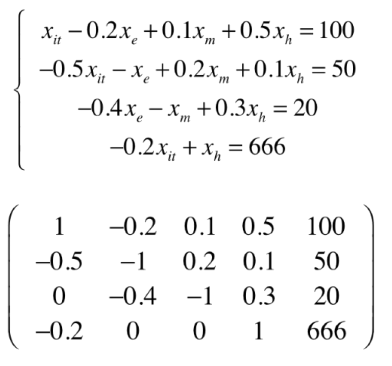 x_it − 0.2x_e + 0.1x_m + 0.5x_h = 100
−0.5x_it − x_e + 0.2x_m + 0.1x_h = 50
−0.4x_e − x_m + 0.3x_h = 20
−0.2x_it + x_h = 666
1 −0.2 0.1 0.5 100
−0.5 −1 0.2 0.1 50
0 −0.4 −1 0.3 20
−0.2 0 0 1 666